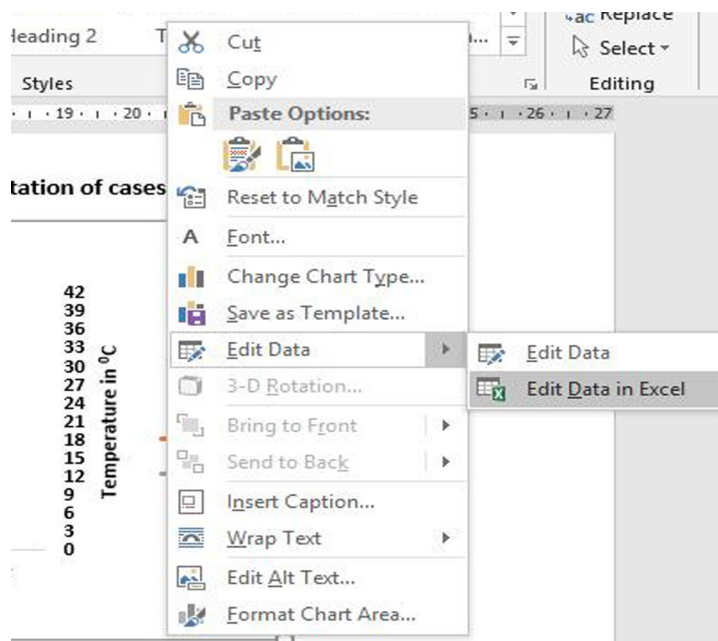 Heading 2
Replace
Select
Styles
Editing
19 20
26 27
tation of cases
42
39
36
33
30
27
24
21
18
15
12
9
6
3
0
Temperature in ⁰C
Cut
Copy
Paste Options:
Reset to Match Style
A Font...
Change Chart Type...
Save as Template...
Edit Data
3-D Rotation...
Bring to Front
Send to Back
Insert Caption...
Wrap Text
Edit Alt Text...
Format Chart Area...
Edit Data
Edit Data in Excel